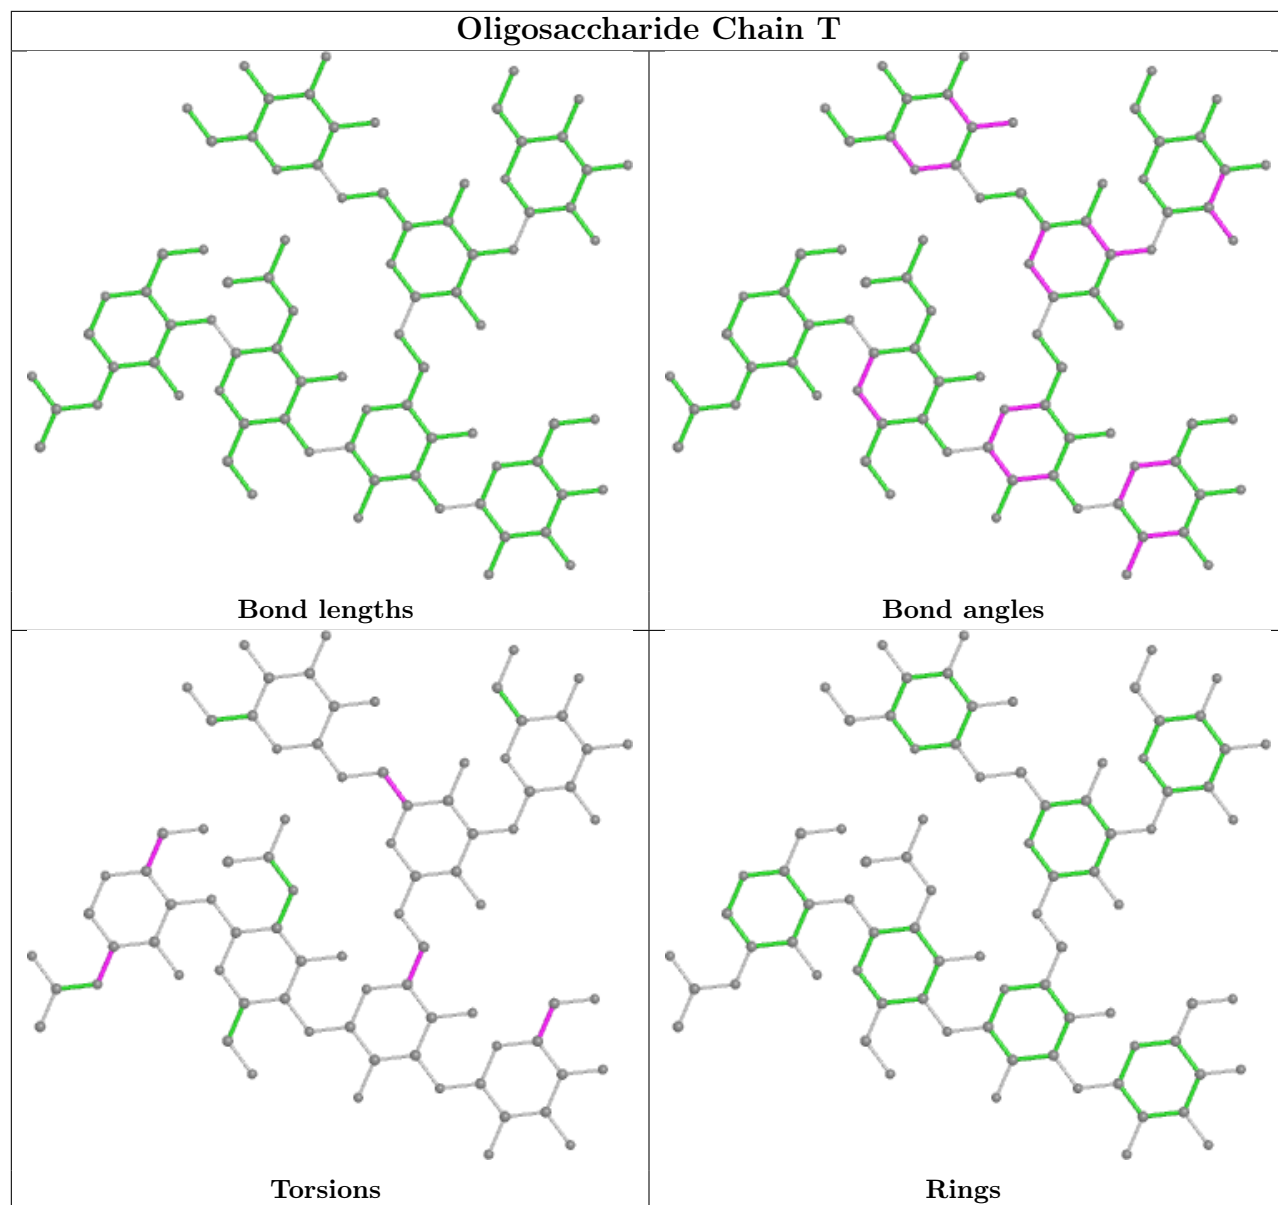 Oligosaccharide Chain T
Bond lengths
Bond angles
Torsions
Rings